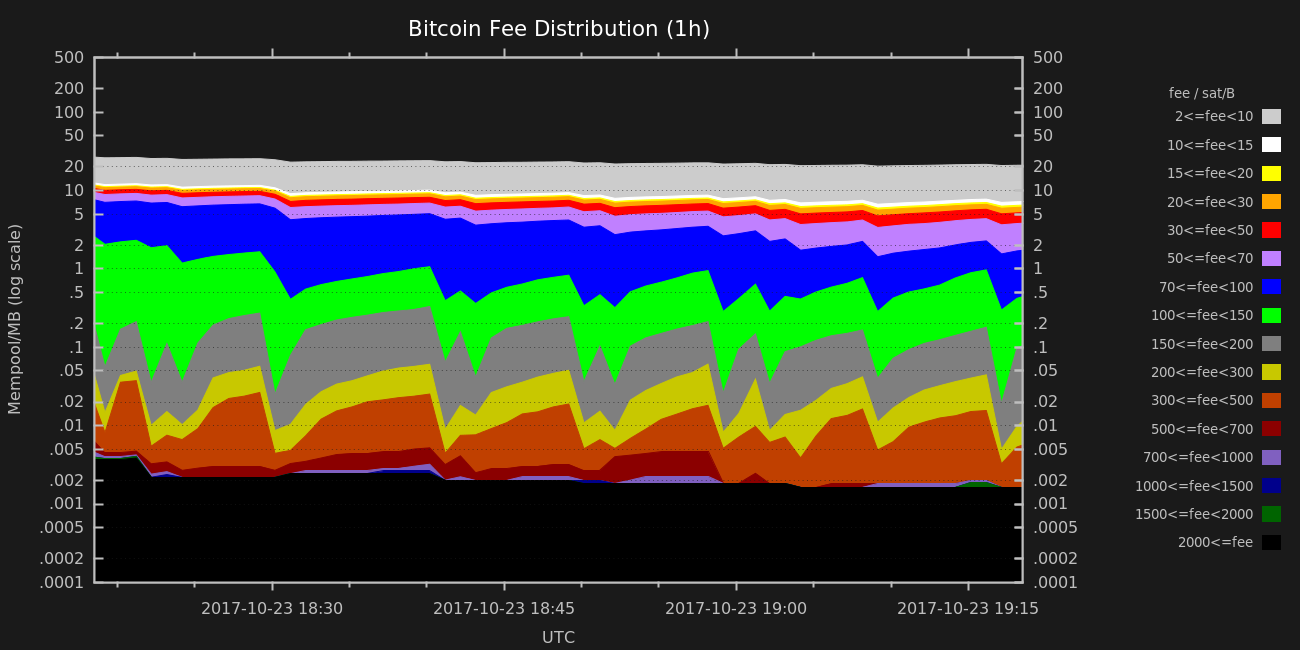 Bitcoin Fee Distribution (1h)
500
200
100
50
20
10
5
2
1
.5
.2
.1
.05
.02
.01
.005
.002
.001
.0005
.0002
.0001
Mempool/MB (log scale)
500
200
100
50
20
10
5
2
1
.5
.2
.1
.05
.02
.01
.005
.002
.001
.0005
.0002
.0001
2017-10-23 18:30
2017-10-23 18:45
2017-10-23 19:00
2017-10-23 19:15
UTC
fee / sat/B
2<=fee<10
10<=fee<15
15<=fee<20
20<=fee<30
30<=fee<50
50<=fee<70
70<=fee<100
100<=fee<150
150<=fee<200
200<=fee<300
300<=fee<500
500<=fee<700
700<=fee<1000
1000<=fee<1500
1500<=fee<2000
2000<=fee